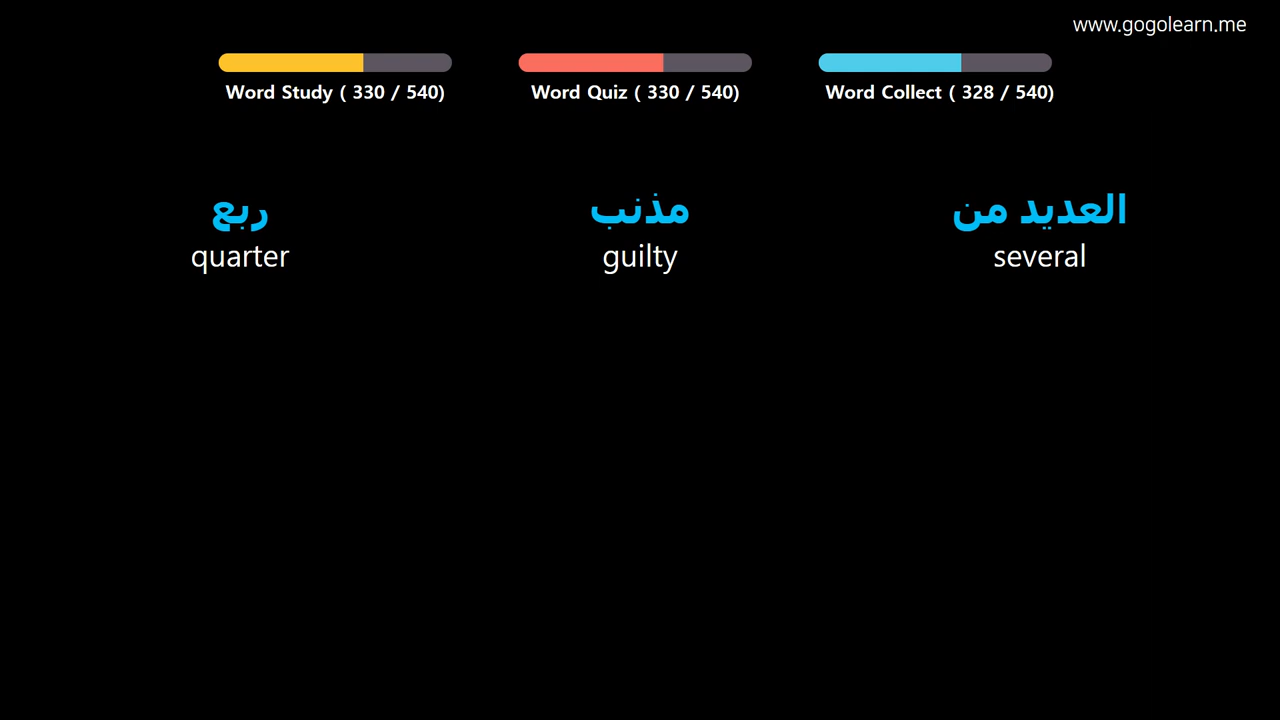 www.gogolearn.me
Word Study ( 330 / 540)
Word Quiz ( 330 / 540)
Word Collect ( 328 / 540)
ربع
quarter
مذنب
guilty
العديد من
several